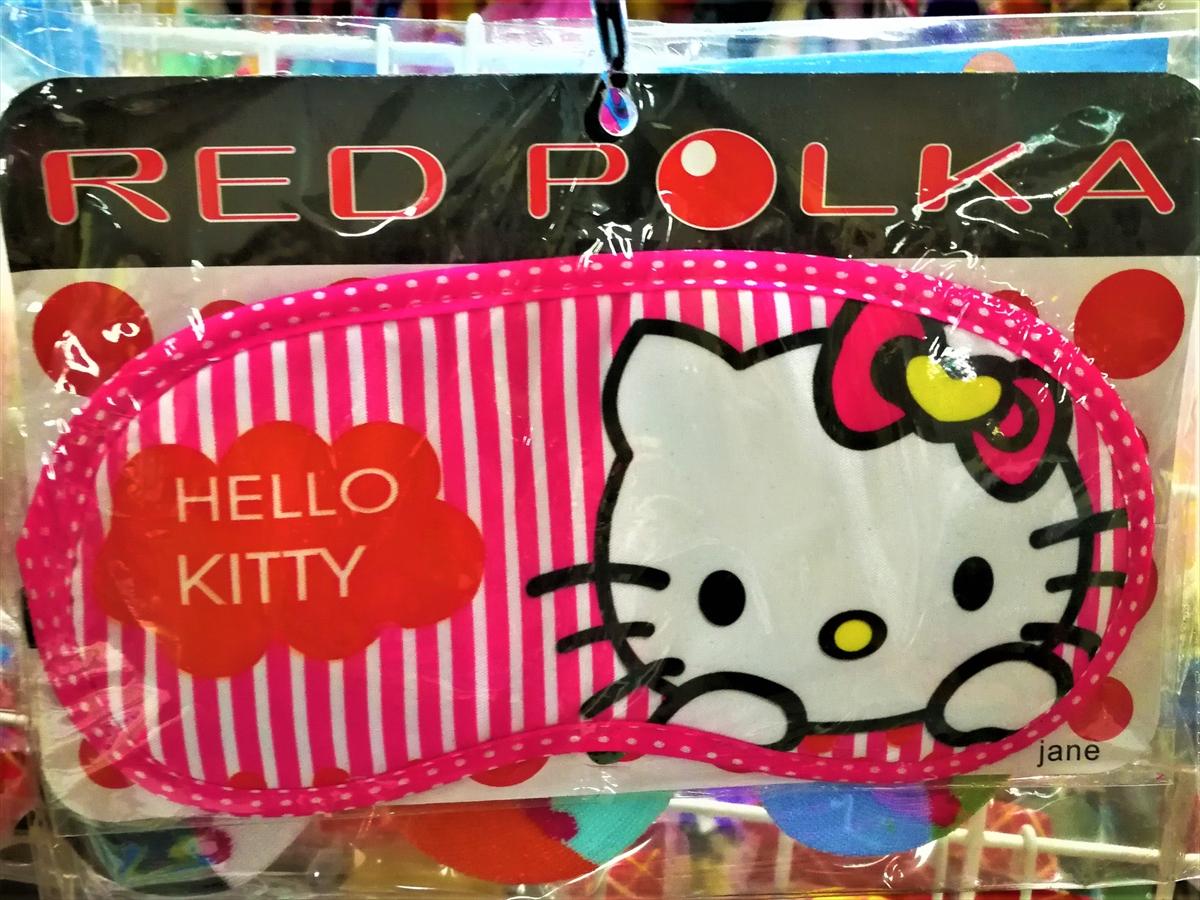 RED POLKA
HELLO
KITTY
jane